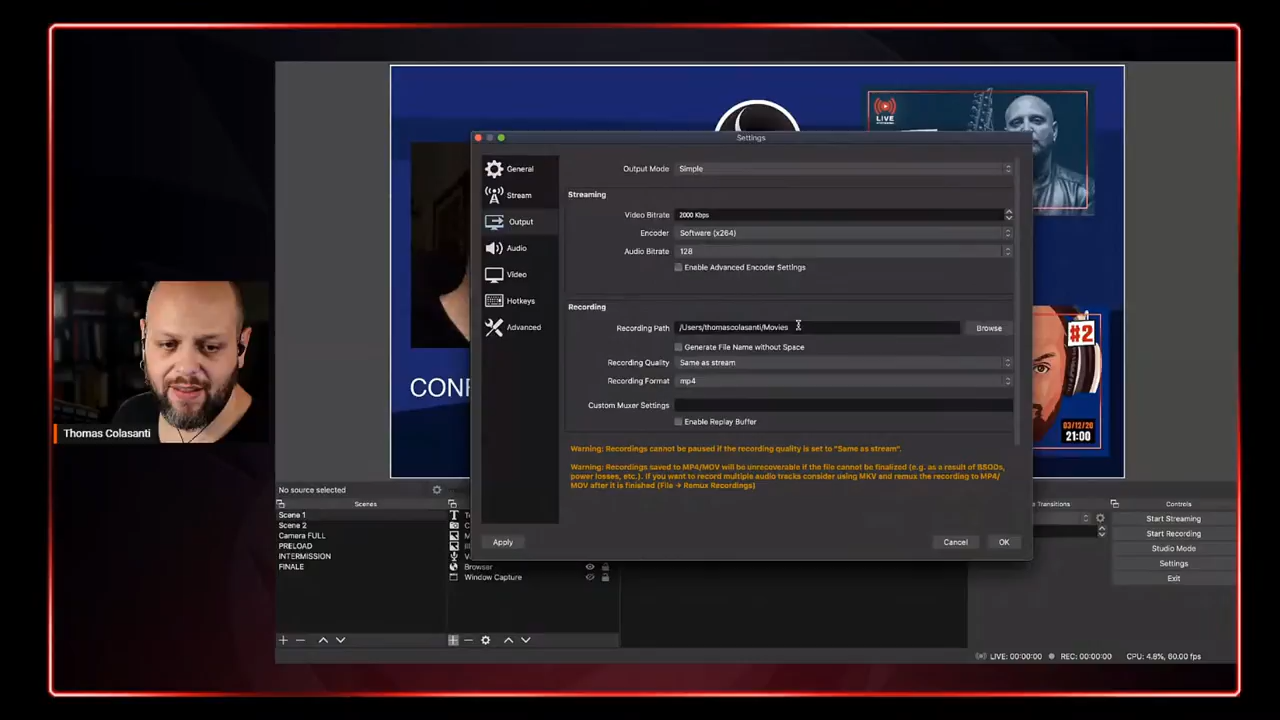 LIVE
Settings
General
Stream
Output
Audio
Video
Hotkeys
Advanced
Output Mode Simple
Streaming
Video Bitrate 2000 Kbps
Encoder Software (x264)
Audio Bitrate 128
Enable Advanced Encoder Settings
Recording
Recording Path /Users/thomascolasanti/Movies Browse
Generate File Name without Space
Recording Quality Same as stream
Recording Format mp4
Custom Muxer Settings
Enable Replay Buffer
Warning: Recordings cannot be paused if the recording quality is set to "Same as stream".
Warning: Recordings saved to MP4/MOV will be unrecoverable if the file cannot be finalized (e.g. as a result of BSODs,
power losses, etc.). If you want to record multiple audio tracks consider using MKV and remux the recording to MP4/
MOV after it is finished (File → Remux Recordings)
Apply Cancel OK
#2
03/12/20
21:00
CONF
Thomas Colasanti
No source selected
Scenes
Scene 1
Scene 2
Camera FULL
PRELOAD
INTERMISSION
FINALE
Browser
Window Capture
Transitions
Controls
Start Streaming
Start Recording
Studio Mode
Settings
Exit
LIVE: 00:00:00 REC: 00:00:00 CPU: 4.8%, 60.00 fps